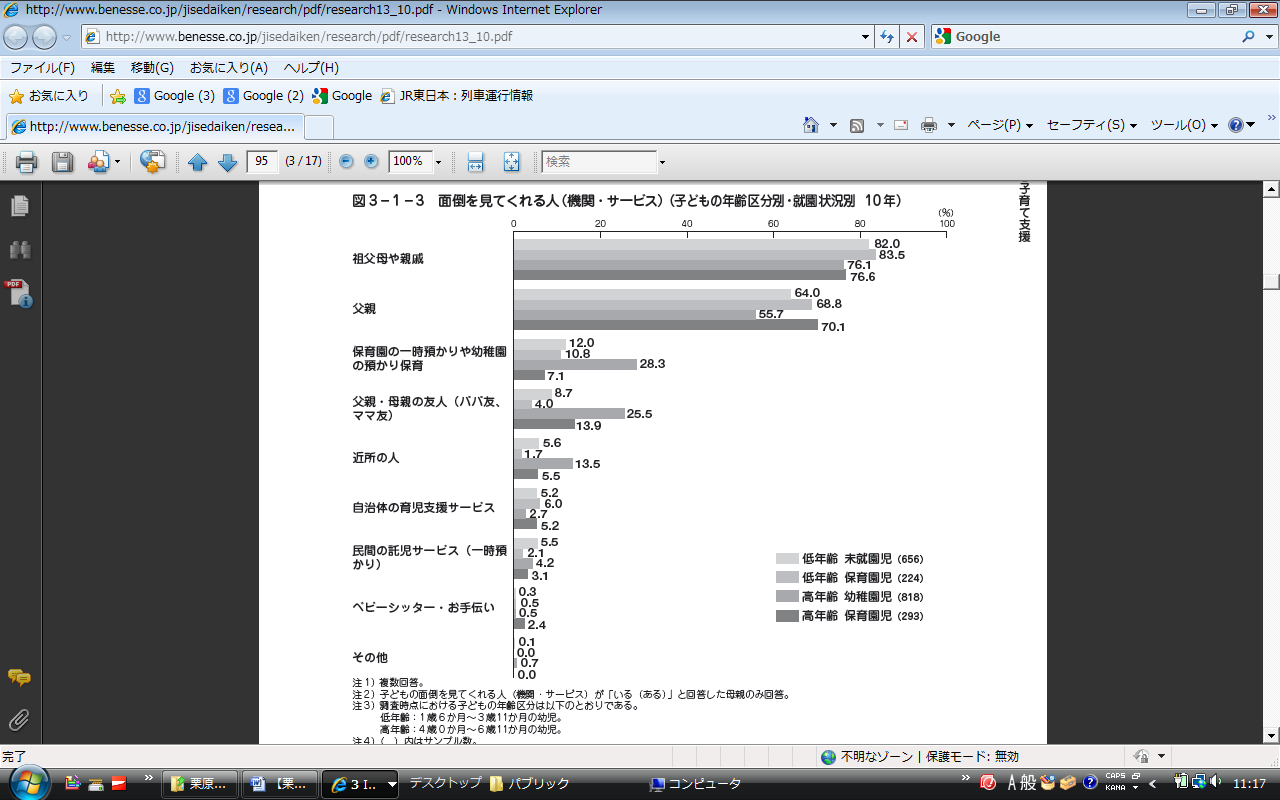 http://www.benesse.co.jp/jisedaiken/research/pdf/research13_10.pdf - Windows Internet Explorer
http://www.benesse.co.jp/jisedaiken/research/pdf/research13_10.pdf
Google
ファイル(F) 編集 移動(G) お気に入り(A) ヘルプ(H)
お気に入り Google (3) Google (2) Google JR東日本：列車運行情報
http://www.benesse.co.jp/jisedaiken/resea...
ページ(P) セーフティ(S) ツール(O)
95 (3 / 17) 100% 検索
子育て支援
図３－１－３ 面倒を見てくれる人（機関・サービス）（子どもの年齢区分別・就園状況別 10年）
(%)
0 20 40 60 80 100
祖父母や親戚
82.0
83.5
76.1
76.6
父親
64.0
68.8
55.7
70.1
保育園の一時預かりや幼稚園
の預かり保育
12.0
10.8
28.3
7.1
父親・母親の友人（パパ友、
ママ友）
8.7
4.0
25.5
13.9
近所の人
5.6
1.7
13.5
5.5
自治体の育児支援サービス
5.2
6.0
2.7
5.2
民間の託児サービス（一時預
かり）
5.5
2.1
4.2
3.1
ベビーシッター・お手伝い
0.3
0.5
0.5
2.4
その他
0.1
0.0
0.7
0.0
低年齢 未就園児（656）
低年齢 保育園児（224）
高年齢 幼稚園児（818）
高年齢 保育園児（293）
注１）複数回答。
注２）子どもの面倒を見てくれる人（機関・サービス）が「いる（ある）」と回答した母親のみ回答。
注３）調査時点における子どもの年齢区分は以下のとおりである。
低年齢：１歳６か月～３歳11か月の幼児。
高年齢：４歳０か月～６歳11か月の幼児。
注４）（ ）内はサンプル数。
完了
不明なゾーン | 保護モード: 無効
栗原... 【栗... 3 I... デスクトップ パブリック コンピュータ
A 般 CAPS KANA 11:17